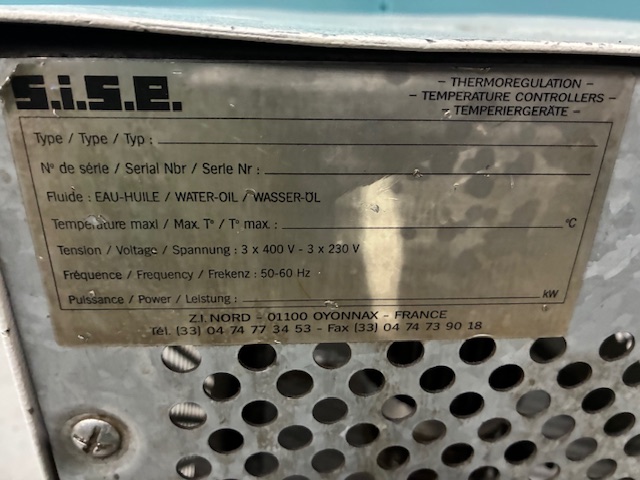 s.i.s.e.
- THERMOREGULATION -
- TEMPERATURE CONTROLLERS -
- TEMPERIERGERÄTE -
Type / Type / Typ :
N° de série / Serial Nbr / Serie Nr :
Fluide : EAU-HUILE / WATER-OIL / WASSER-ÖL
Température maxi / Max. T° / T° max. : °C
Tension / Voltage / Spannung : 3 x 400 V - 3 x 230 V
Fréquence / Frequency / Frekenz : 50-60 Hz
Puissance / Power / Leistung : kW
Z.I. NORD - 01100 OYONNAX - FRANCE
Tél. (33) 04 74 77 34 53 - Fax (33) 04 74 73 90 18